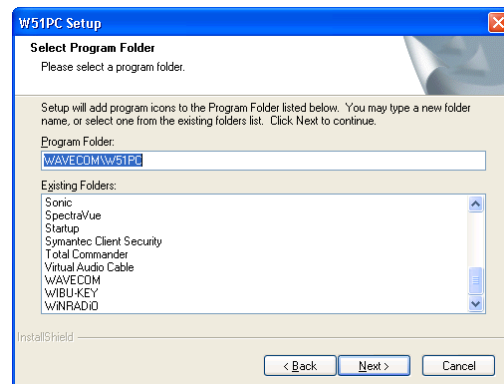 W51PC Setup
Select Program Folder
Please select a program folder.
Setup will add program icons to the Program Folder listed below. You may type a new folder
name, or select one from the existing folders list. Click Next to continue.
Program Folder:
WAVECOM\W51PC
Existing Folders:
Sonic
SpectraVue
Startup
Symantec Client Security
Total Commander
Virtual Audio Cable
WAVECOM
WIBU-KEY
WiNRADiO
InstallShield
< Back
Next >
Cancel